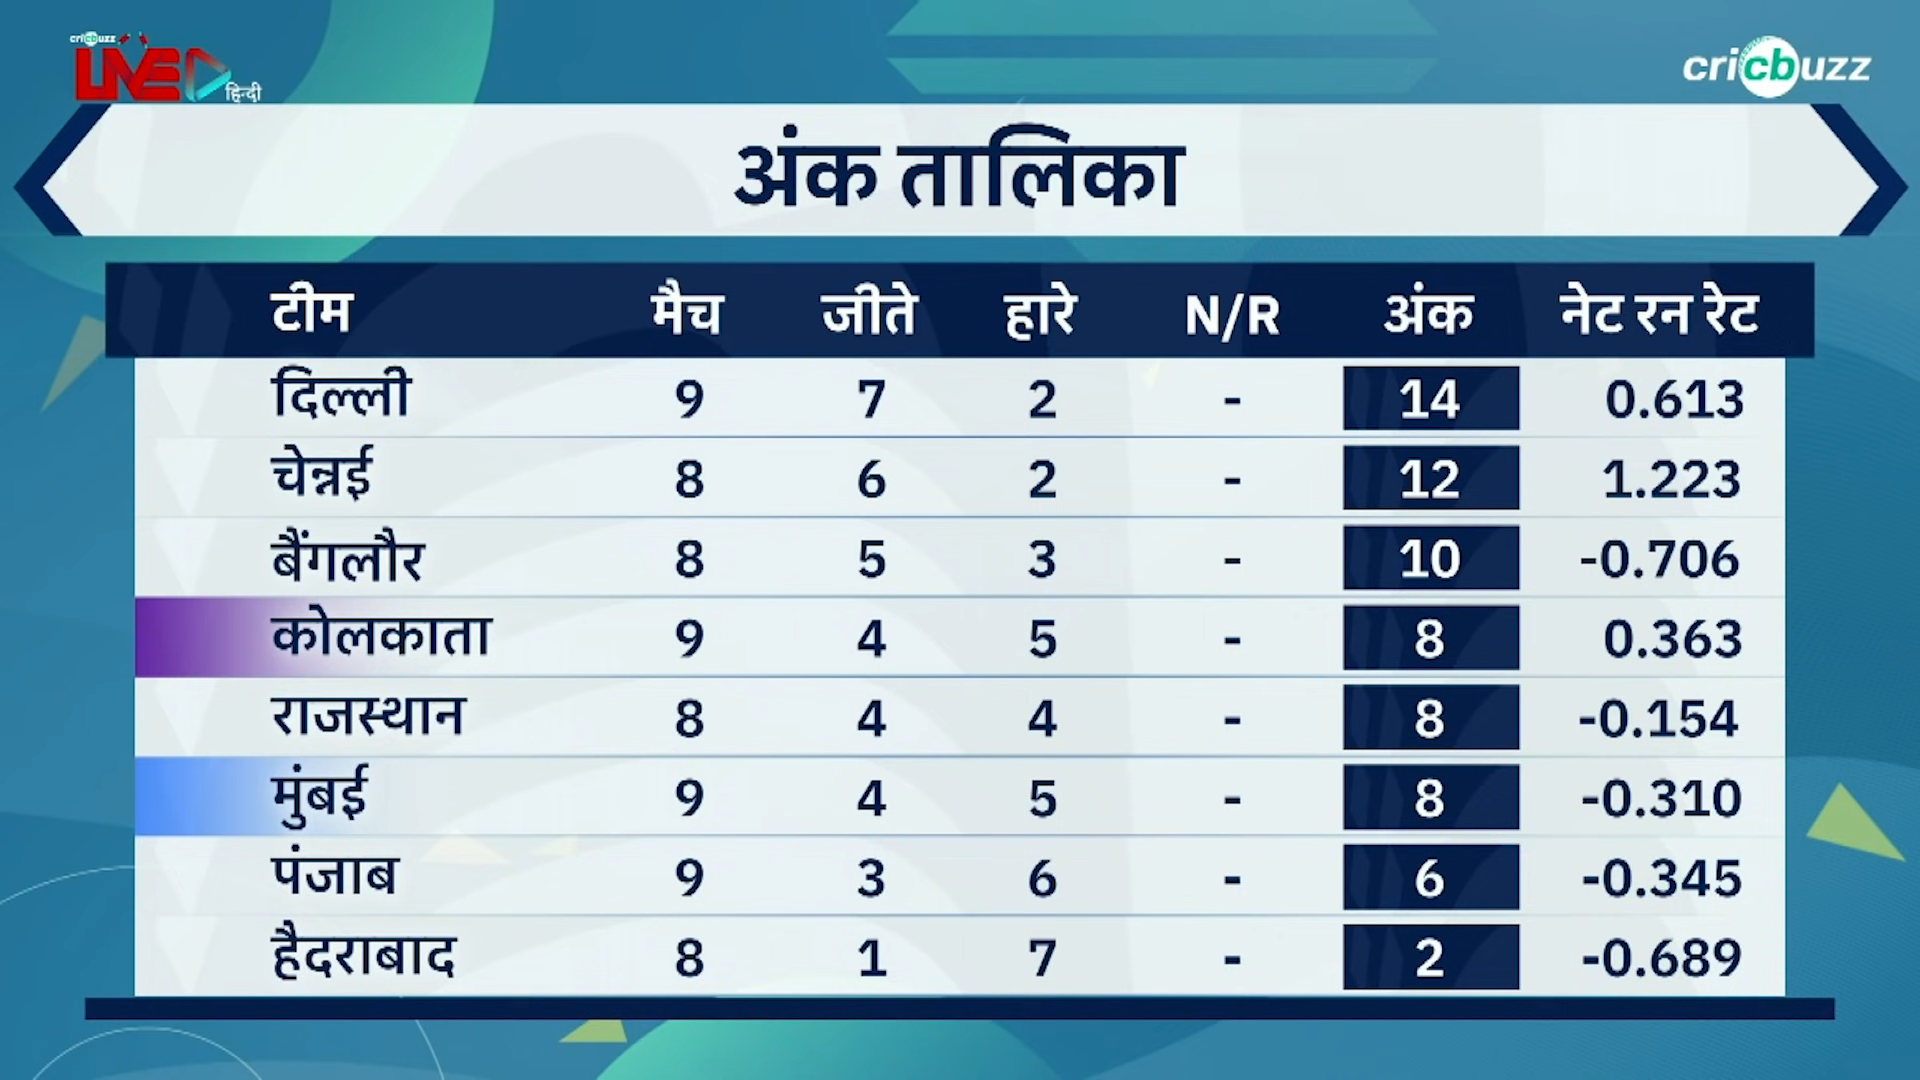 cricbuzz
LIVE हिन्दी
cricbuzz
अंक तालिका
टीम मैच जीते हारे N/R अंक नेट रन रेट
दिल्ली 9 7 2 - 14 0.613
चेन्नई 8 6 2 - 12 1.223
बैंगलौर 8 5 3 - 10 -0.706
कोलकाता 9 4 5 - 8 0.363
राजस्थान 8 4 4 - 8 -0.154
मुंबई 9 4 5 - 8 -0.310
पंजाब 9 3 6 - 6 -0.345
हैदराबाद 8 1 7 - 2 -0.689